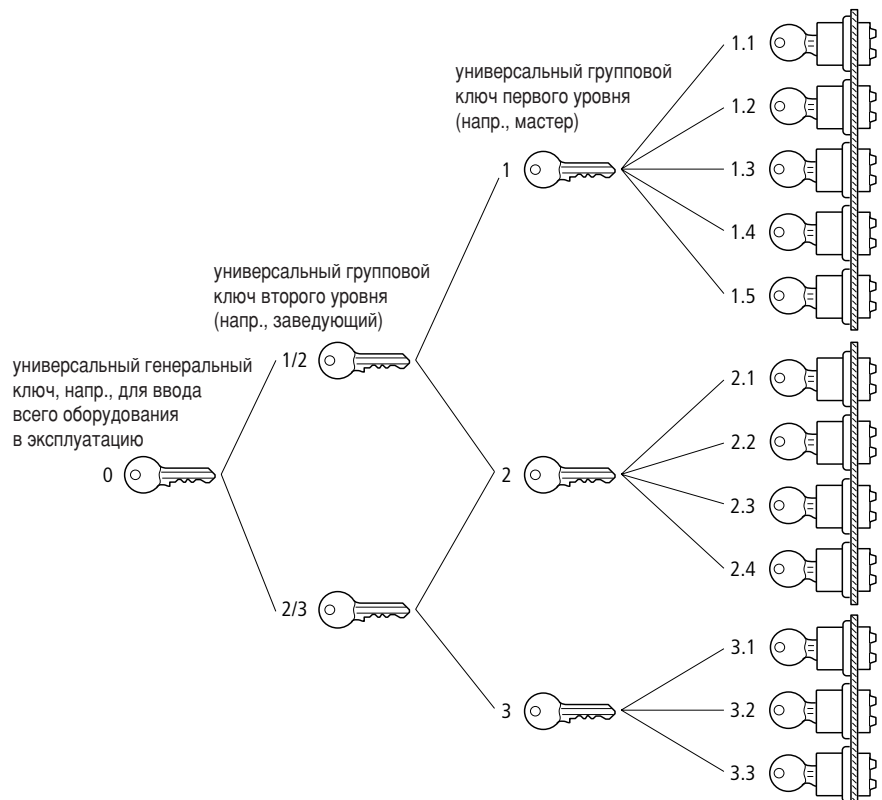 1.1
универсальный групповой
ключ первого уровня
(напр., мастер)
1.2
1
1.3
1.4
универсальный групповой
ключ второго уровня
(напр., заведующий)
1.5
универсальный генеральный
ключ, напр., для ввода
всего оборудования
в эксплуатацию
1/2
2.1
2.2
0
2
2.3
2.4
2/3
3.1
3
3.2
3.3